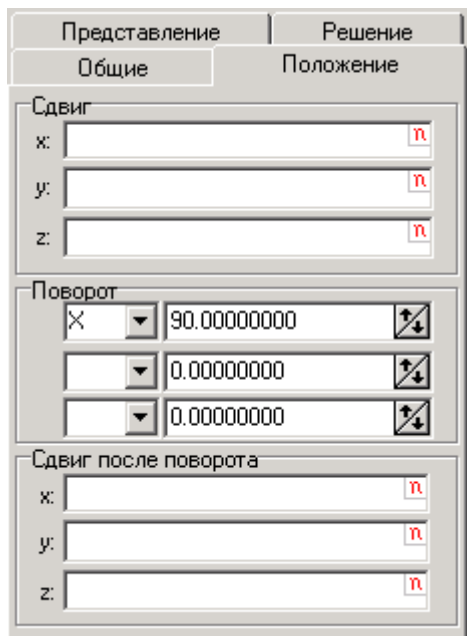 Представление Решение
Общие Положение
Сдвиг
x: n
y: n
z: n
Поворот
X 90.00000000
0.00000000
0.00000000
Сдвиг после поворота
x: n
y: n
z: n